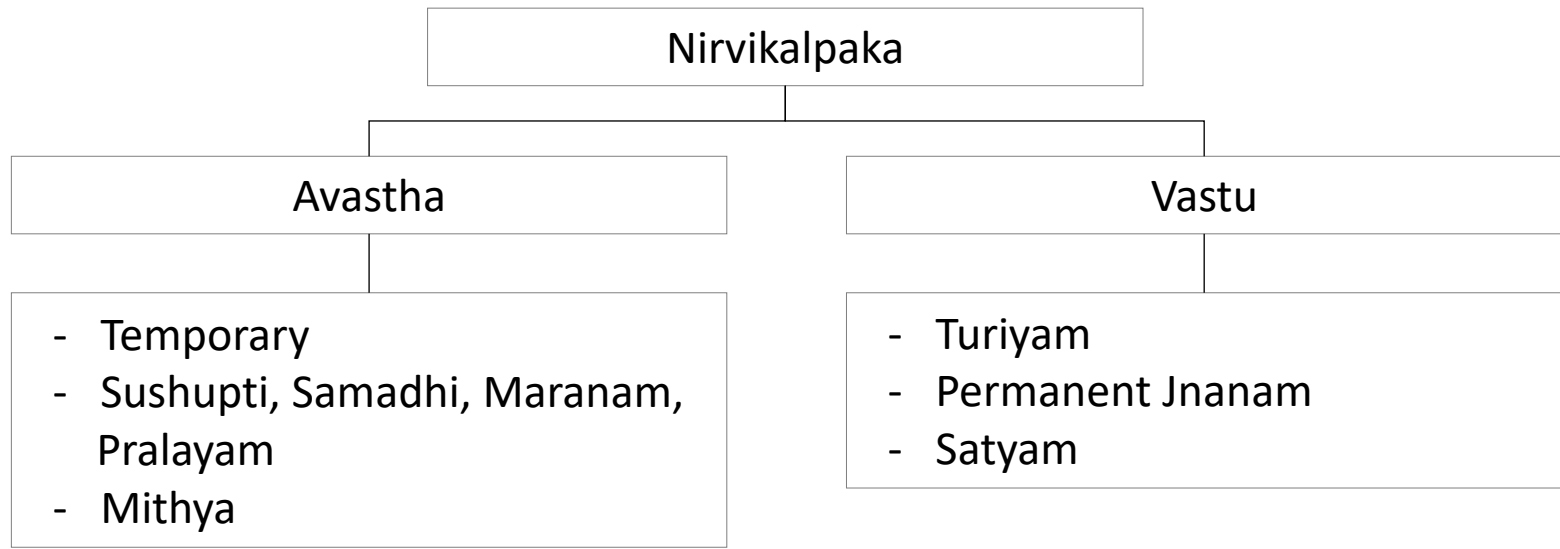 Nirvikalpaka
Avastha
Vastu
- Temporary
- Sushupti, Samadhi, Maranam,
Pralayam
- Mithya
- Turiyam
- Permanent Jnanam
- Satyam